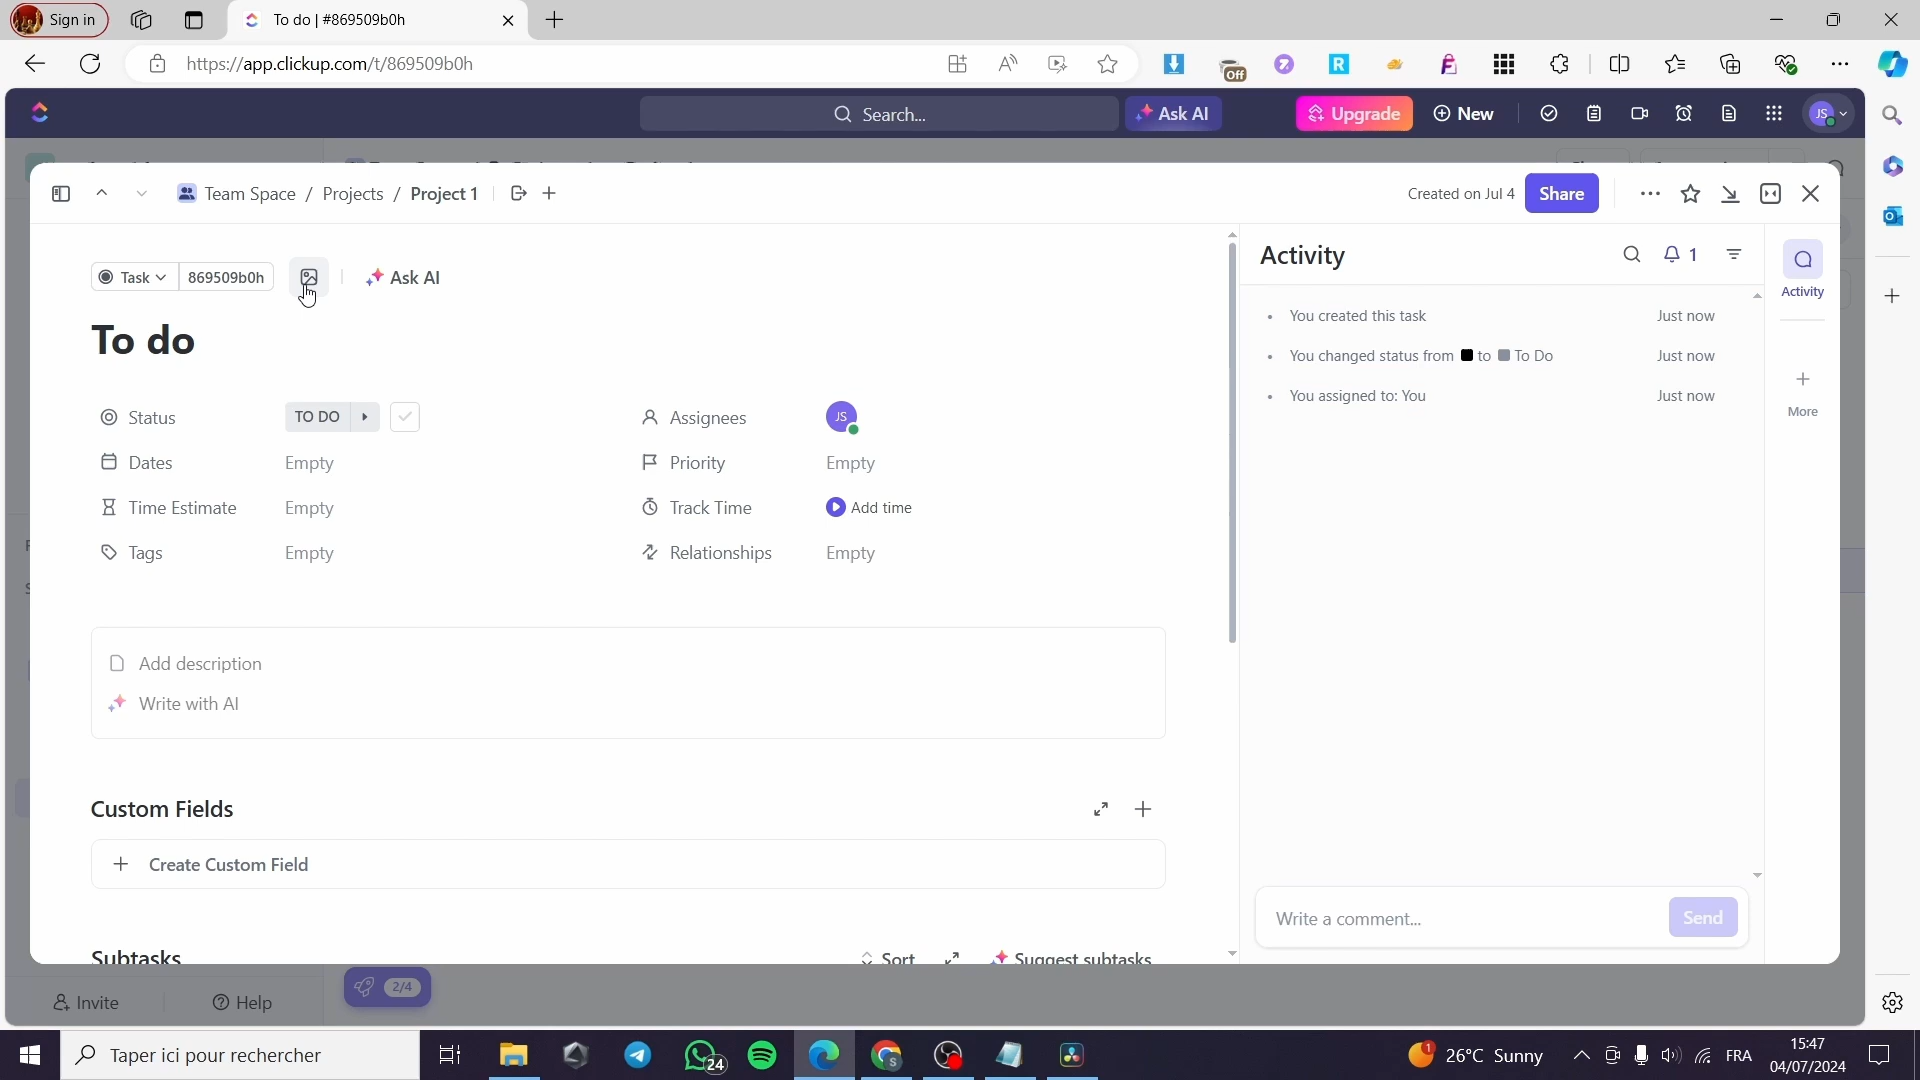 Sign in
To do | #869509b0h
https://app.clickup.com/t/869509b0h
Off
Search...
Ask AI
Upgrade
New
JS
Team Space / Projects / Project 1
Created on Jul 4
Share
Task
869509b0h
Ask AI
Activity
1
Activity
To do
You created this task
Just now
You changed status from to To Do
Just now
You assigned to: You
Just now
More
Status
TO DO
Assignees
JS
Dates
Empty
Priority
Empty
Time Estimate
Empty
Track Time
Add time
Tags
Empty
Relationships
Empty
Add description
Write with AI
Custom Fields
Create Custom Field
Write a comment...
Send
Subtasks
Sort
Suggest subtasks
Invite
Help
2/4
Taper ici pour rechercher
24
1
26°C Sunny
FRA
15:47
04/07/2024